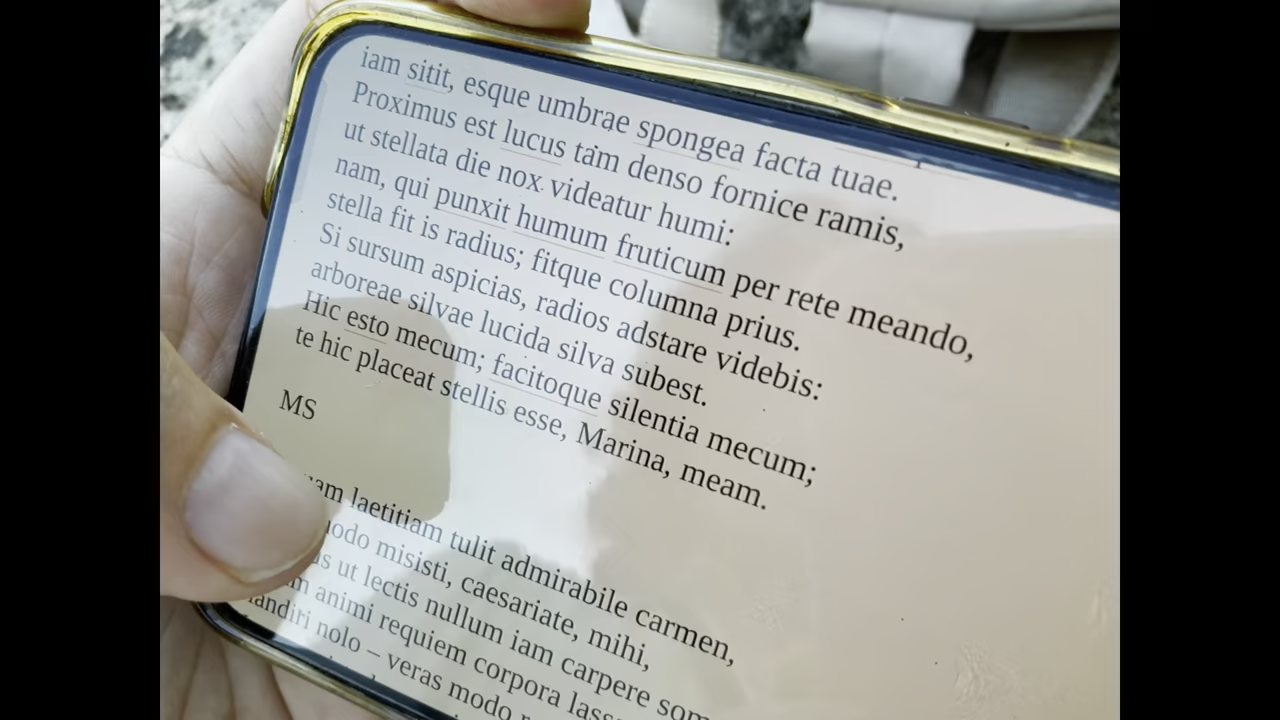 iam sitit, esque umbrae spongea facta tuae.
Proximus est lucus tam denso fornice ramis,
ut stellata die nox videatur humi:
nam, qui punxit humum fruticum per rete meando,
stella fit is radius; fitque columna prius.
Si sursum aspicias, radios adstare videbis:
arboreae silvae lucida silva subest.
Hic esto mecum; facitoque silentia mecum;
te hic placeat stellis esse, Marina, meam.
MS
laetitiam tulit admirabile carmen,
misisti, caesariate, mihi,
ut lectis nullum iam carpere
animi requiem corpora
nolo – veras modo